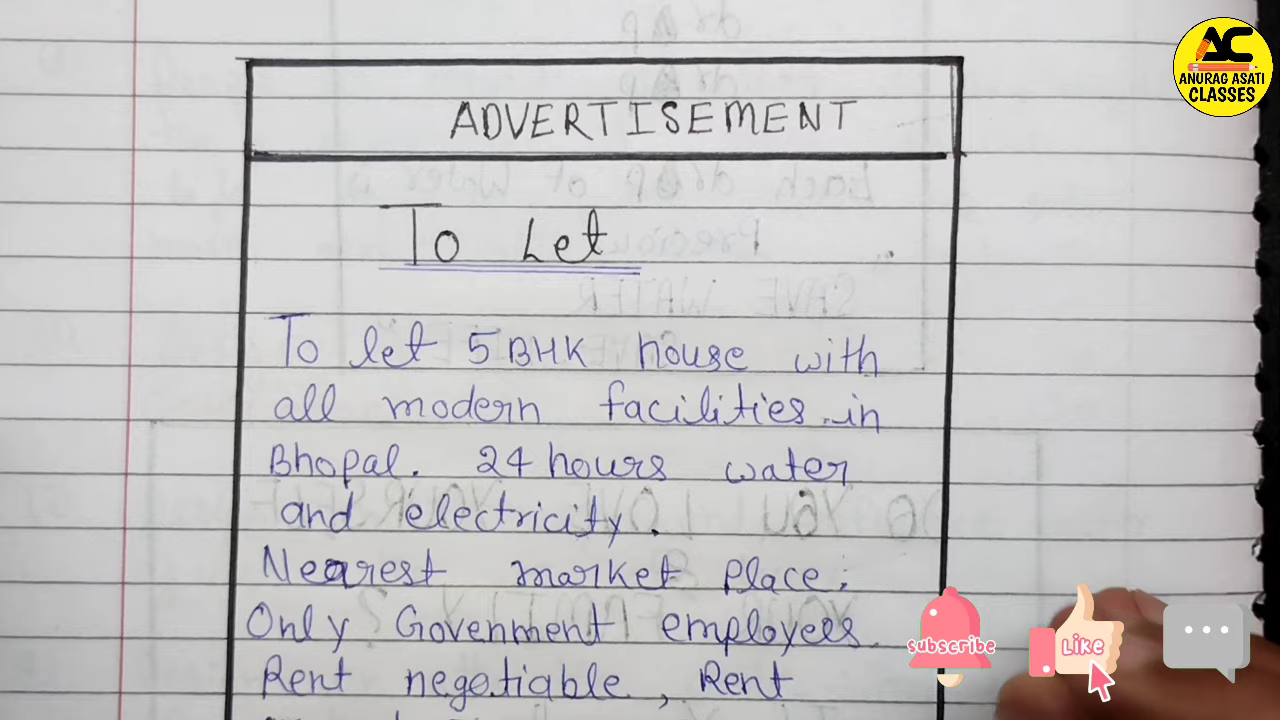 AC
ANURAG ASATI
CLASSES
ADVERTISEMENT
To Let
To let 5 BHK house with
all modern facilities in
Bhopal. 24 hours water
and electricity.
Nearest market place.
Only Govenment employees.
Rent negotiable, Rent
subscribe
Like